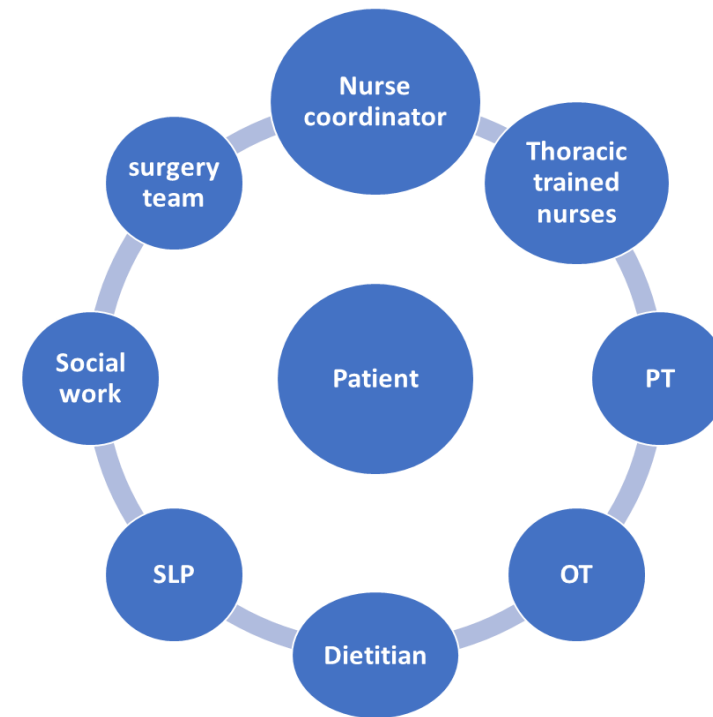 Nurse
coordinator
Thoracic
trained
nurses
PT
OT
Dietitian
SLP
Social
work
surgery
team
Patient